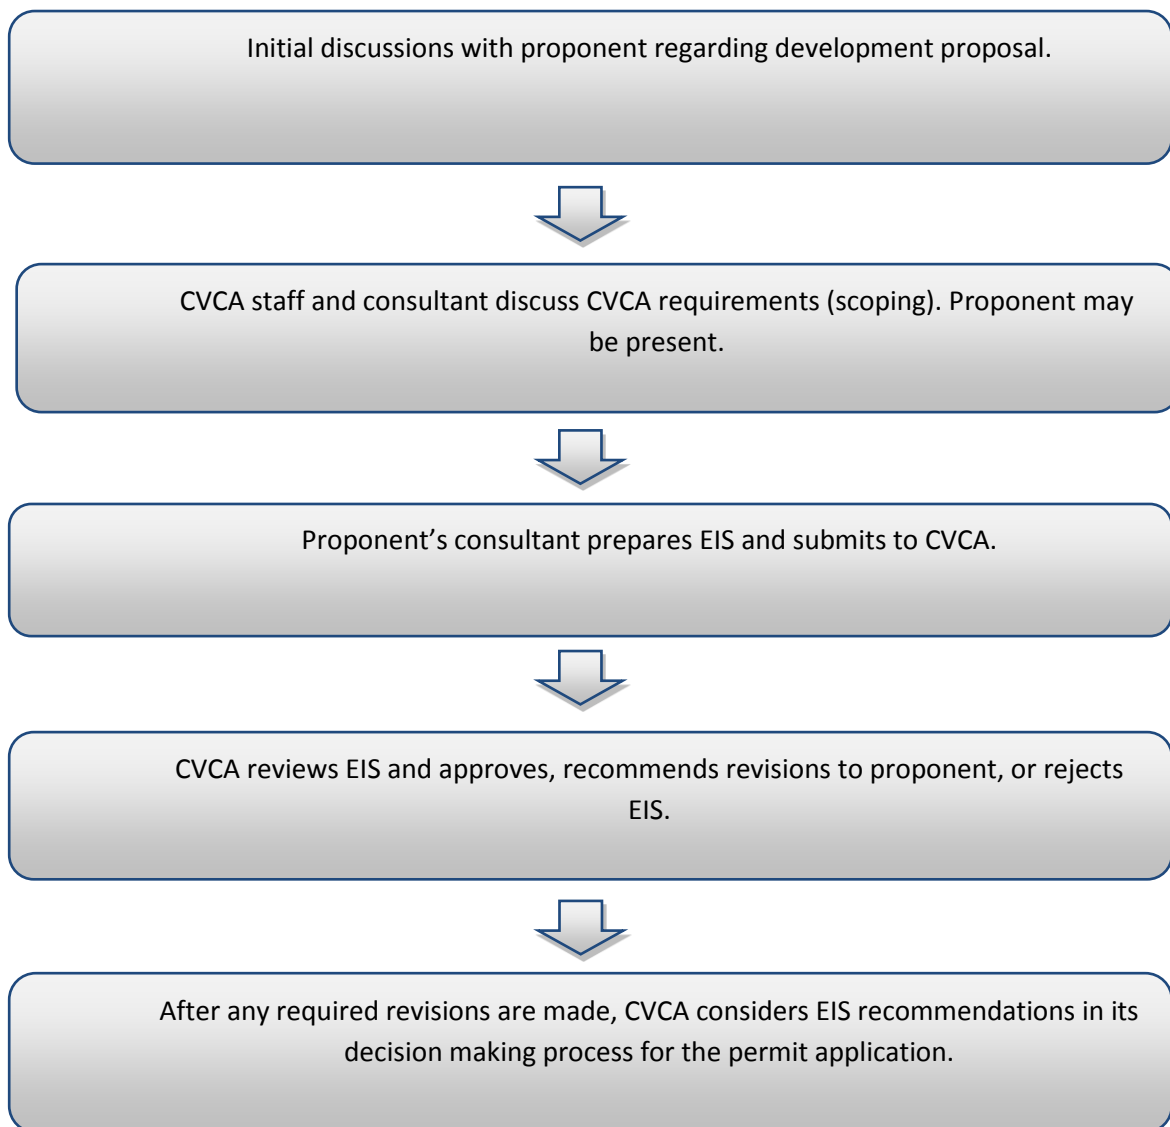 Initial discussions with proponent regarding development proposal.
CVCA staff and consultant discuss CVCA requirements (scoping). Proponent may
be present.
Proponent’s consultant prepares EIS and submits to CVCA.
CVCA reviews EIS and approves, recommends revisions to proponent, or rejects
EIS.
After any required revisions are made, CVCA considers EIS recommendations in its
decision making process for the permit application.